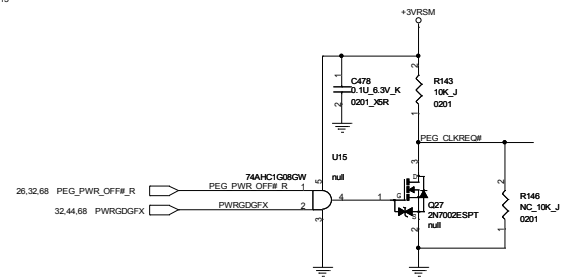 +3VRSM
1
C478
0.1U_6.3V_K
2
0201_X5R
2
R143
10K_J
0201
1
PEG_CLKREQ#
U15
null
74AHC1G08GW
5
26,32,68 PEG_PWR_OFF#_R
PEG_PWR_OFF#_R
1
4
32,44,68 PWRGDGFX
PWRGDGFX
2
3
3
D
1
G
S
2
Q27
2N7002ESPT
null
2
R146
NC_10K_J
0201
1